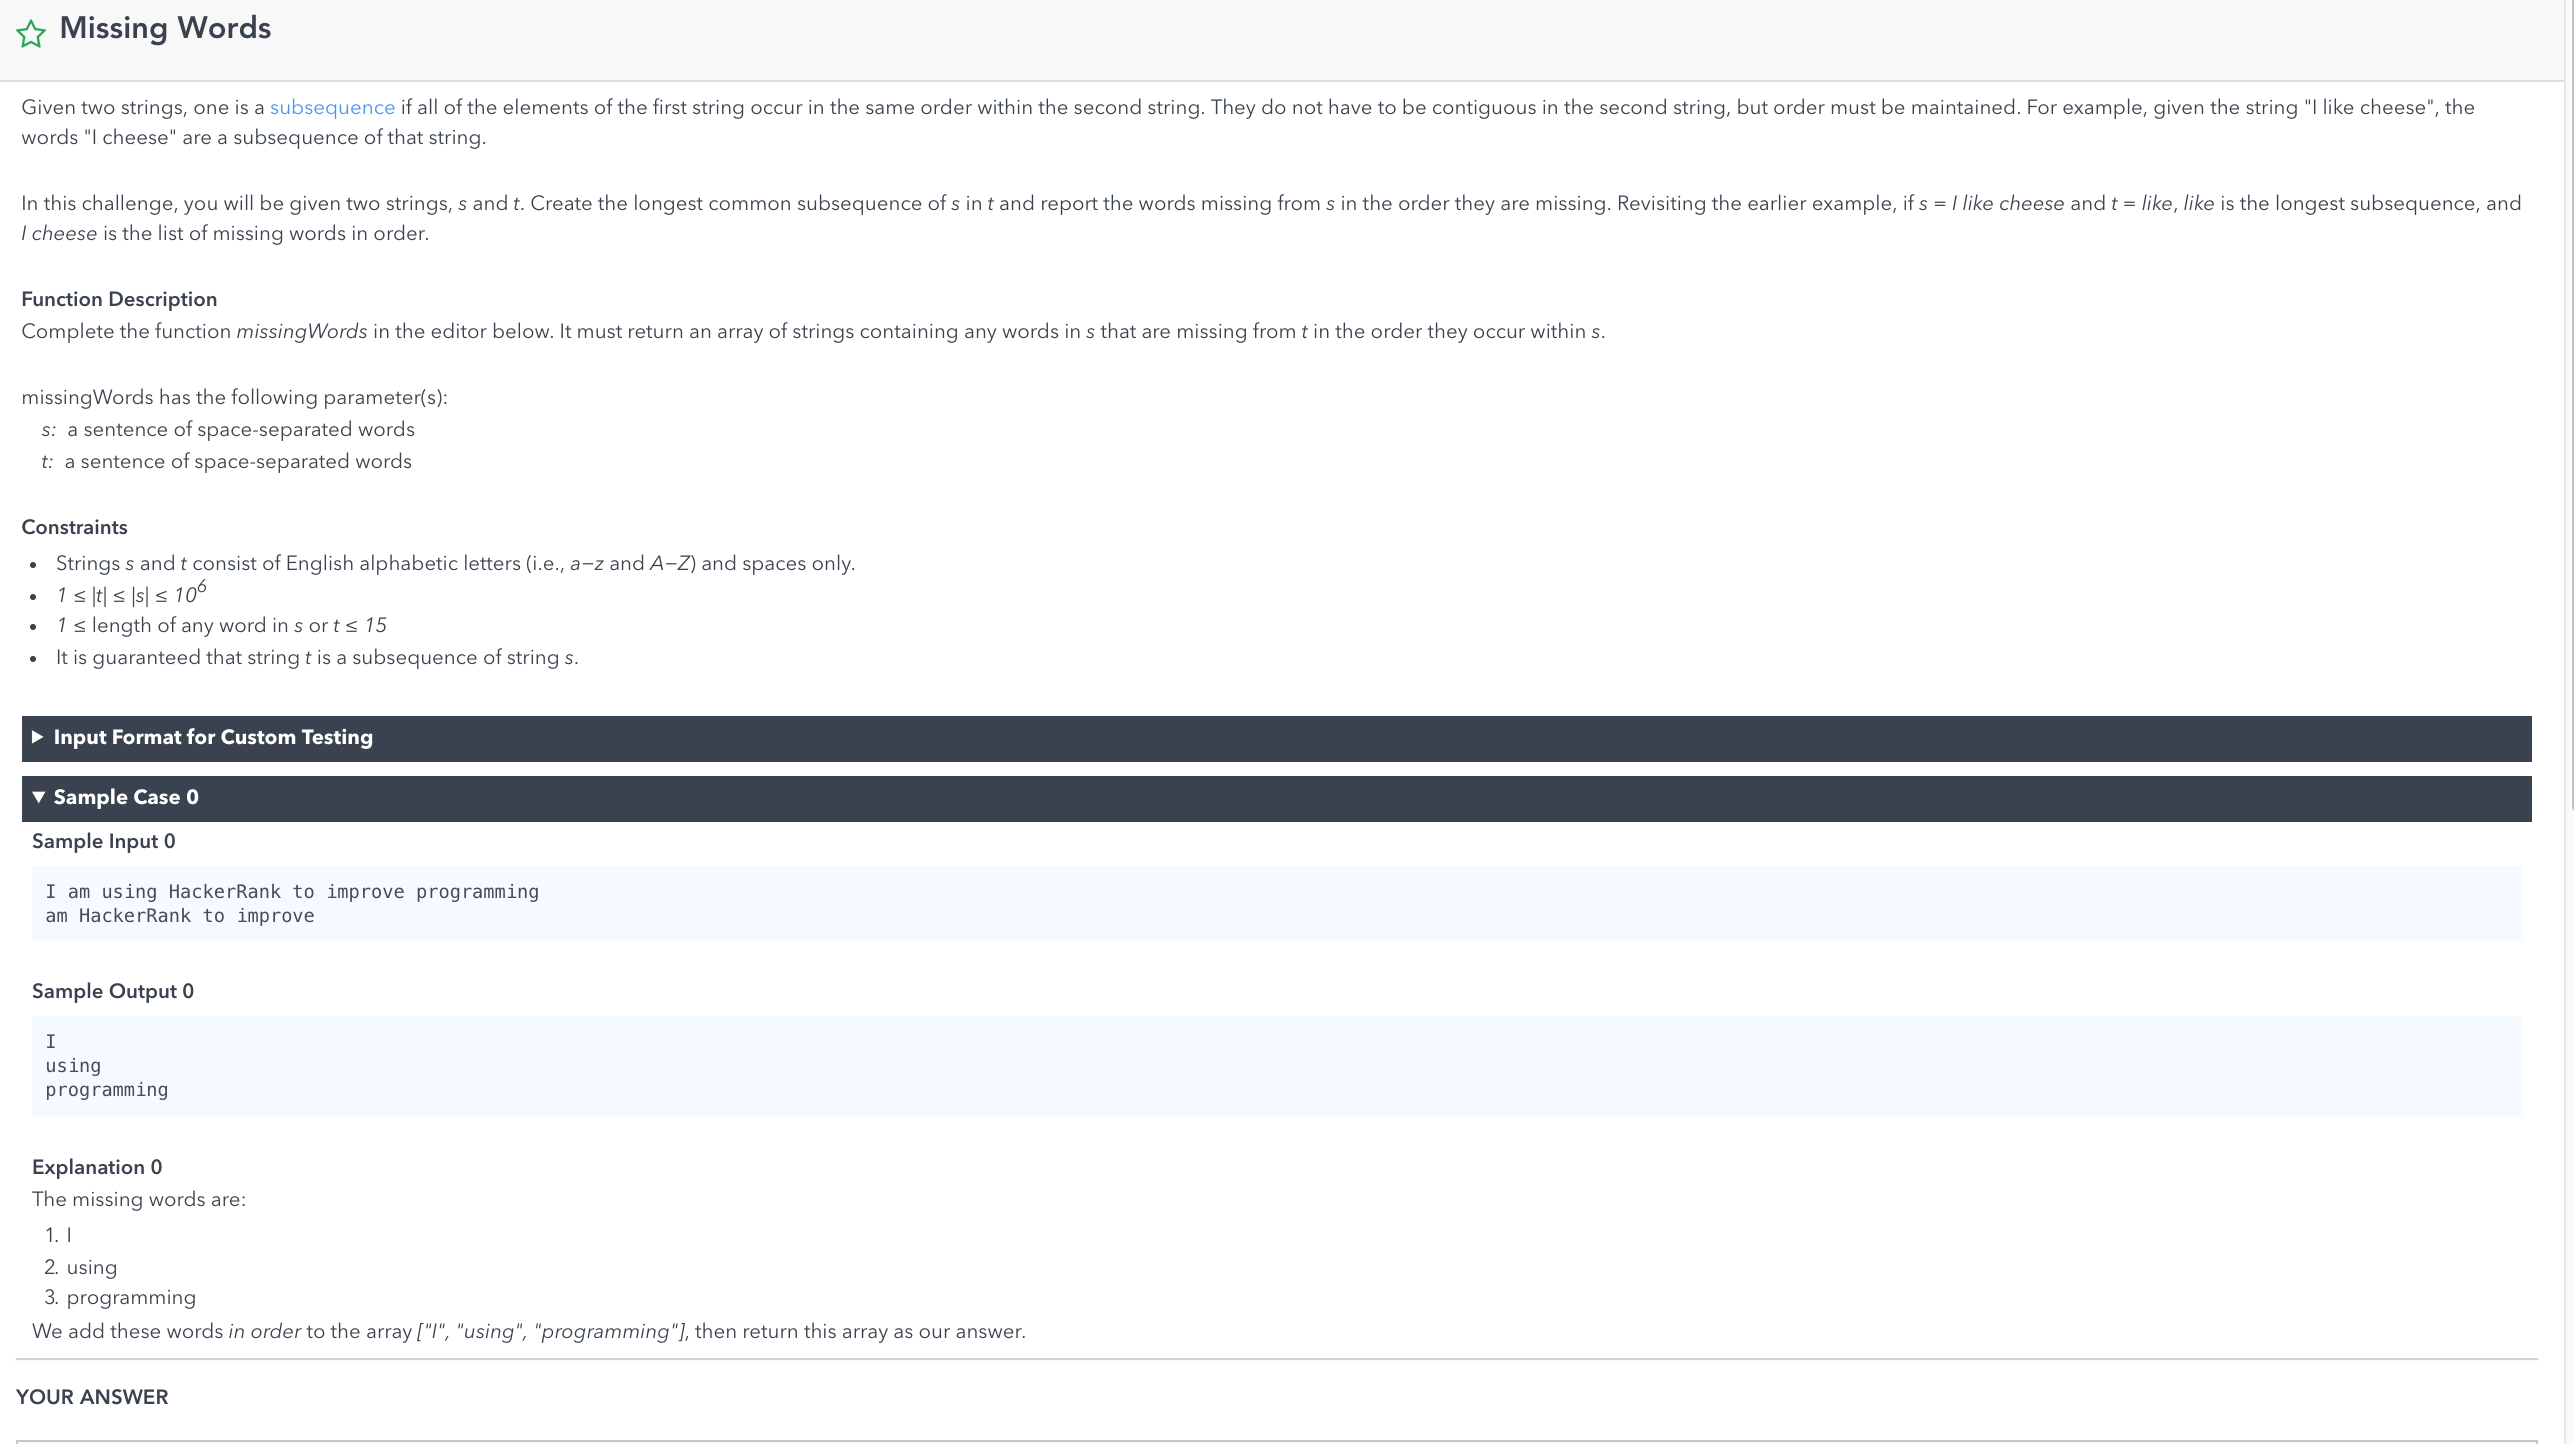 Missing Words
Given two strings, one is a subsequence if all of the elements of the first string occur in the same order within the second string. They do not have to be contiguous in the second string, but order must be maintained. For example, given the string "I like cheese", the
words "I cheese" are a subsequence of that string.
In this challenge, you will be given two strings, s and t. Create the longest common subsequence of s in t and report the words missing from s in the order they are missing. Revisiting the earlier example, if s = I like cheese and t = like, like is the longest subsequence, and
I cheese is the list of missing words in order.
Function Description
Complete the function missingWords in the editor below. It must return an array of strings containing any words in s that are missing from t in the order they occur within s.
missingWords has the following parameter(s):
s: a sentence of space-separated words
t: a sentence of space-separated words
Constraints
• Strings s and t consist of English alphabetic letters (i.e., a−z and A−Z) and spaces only.
• 1 ≤ |t| ≤ |s| ≤ 10^6
• 1 ≤ length of any word in s or t ≤ 15
• It is guaranteed that string t is a subsequence of string s.
▶ Input Format for Custom Testing
▼ Sample Case 0
Sample Input 0
I am using HackerRank to improve programming
am HackerRank to improve
Sample Output 0
I
using
programming
Explanation 0
The missing words are:
1. I
2. using
3. programming
We add these words in order to the array ["I", "using", "programming"], then return this array as our answer.
YOUR ANSWER